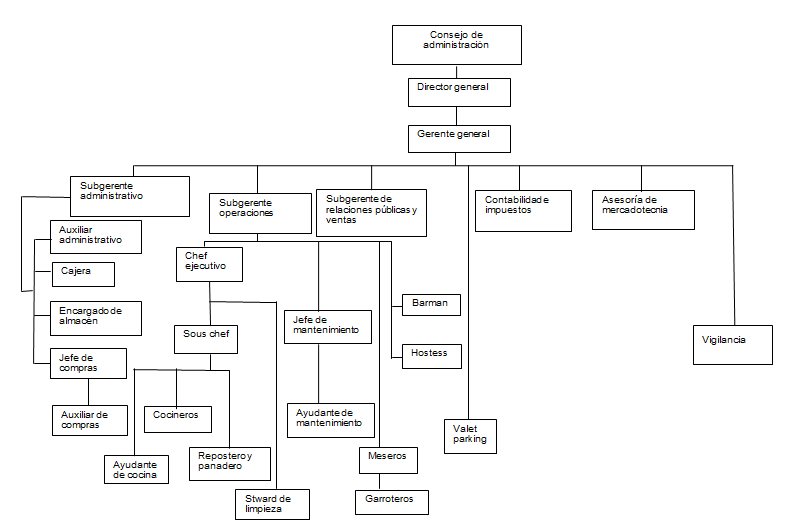 Consejo de
administración
Director general
Gerente general
Subgerente
administrativo
Subgerente
operaciones
Subgerente de
relaciones públicas y
ventas
Contabilidad e
impuestos
Asesoría de
mercadotecnia
Auxiliar
administrativo
Cajera
Encargado de
almacén
Jefe de
compras
Auxiliar de
compras
Chef
ejecutivo
Sous chef
Cocineros
Ayudante
de cocina
Repostero y
panadero
Stward de
limpieza
Jefe de
mantenimiento
Ayudante de
mantenimiento
Barman
Hostess
Meseros
Garroteros
Valet
parking
Vigilancia